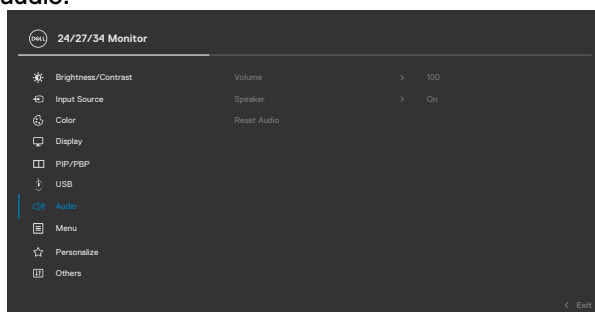 audio.
DELL
24/27/34 Monitor
Brightness/Contrast
Volume > 100
Input Source
Speaker > On
Color
Reset Audio
Display
PIP/PBP
USB
Audio
Menu
Personalize
Others
< Exit